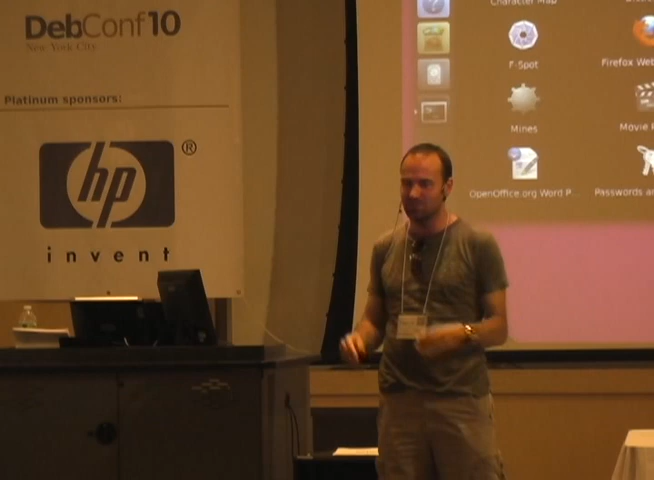 DebConf10
New York City
Platinum sponsors:
hp
®
invent
Character Map
F-Spot
Firefox Web
Mines
Movie P
OpenOffice.org Word P...
Passwords a